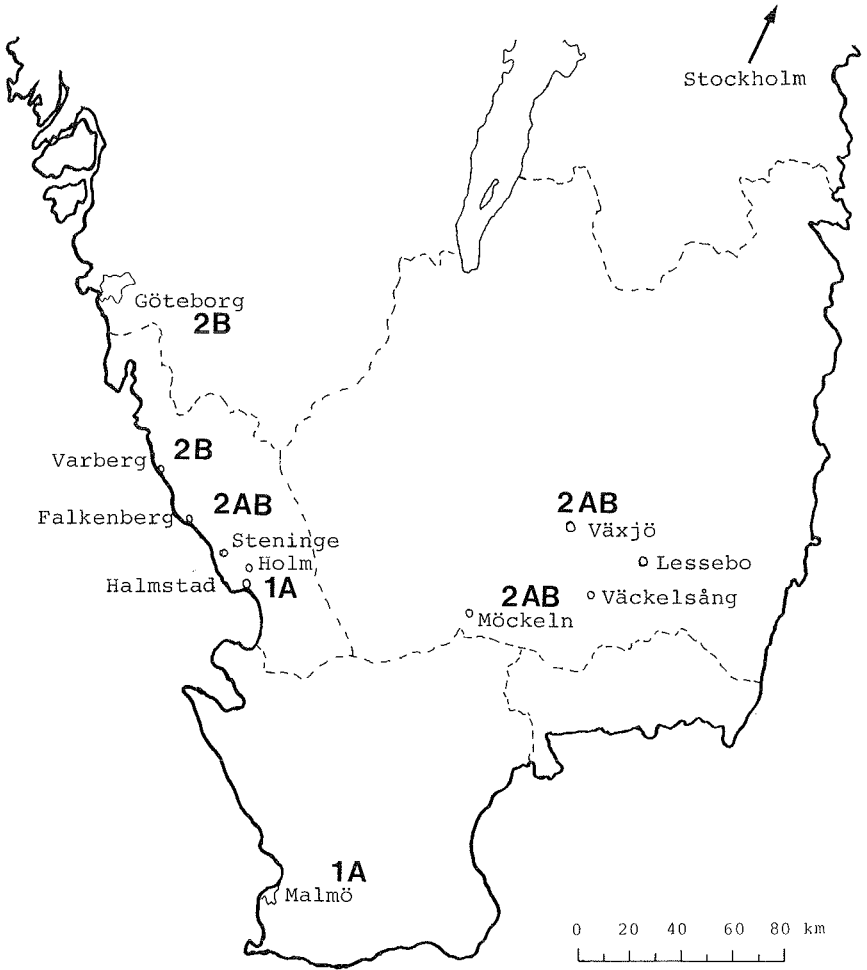 Stockholm
Göteborg
2B
2B
Varberg
2AB
Falkenberg
Steninge
Holm
Halmstad
1A
2AB
Växjö
Lessebo
2AB
Väckelsång
Möckeln
1A
Malmö
0 20 40 60 80 km